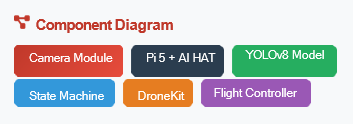 Component Diagram
Camera Module
Pi 5 + AI HAT
YOLOv8 Model
State Machine
DroneKit
Flight Controller